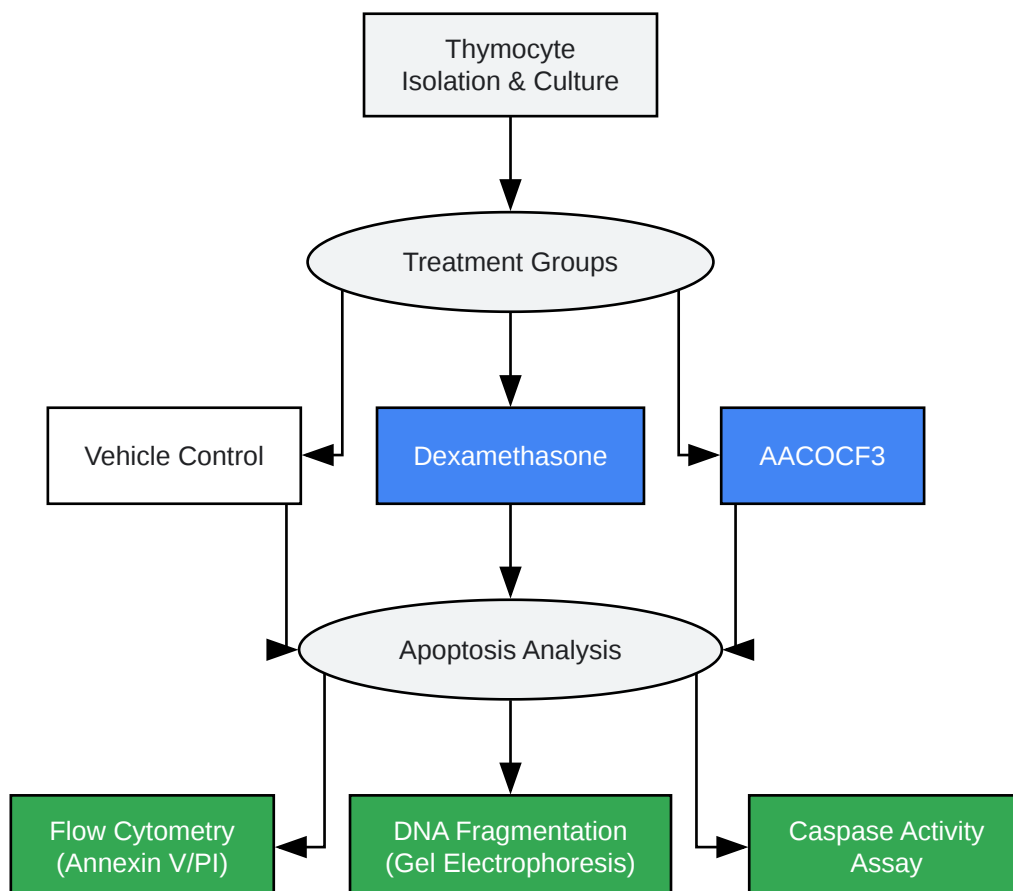 Thymocyte
Isolation & Culture
Treatment Groups
Vehicle Control
Dexamethasone
AACOCF3
Apoptosis Analysis
Flow Cytometry
(Annexin V/PI)
DNA Fragmentation
(Gel Electrophoresis)
Caspase Activity
Assay